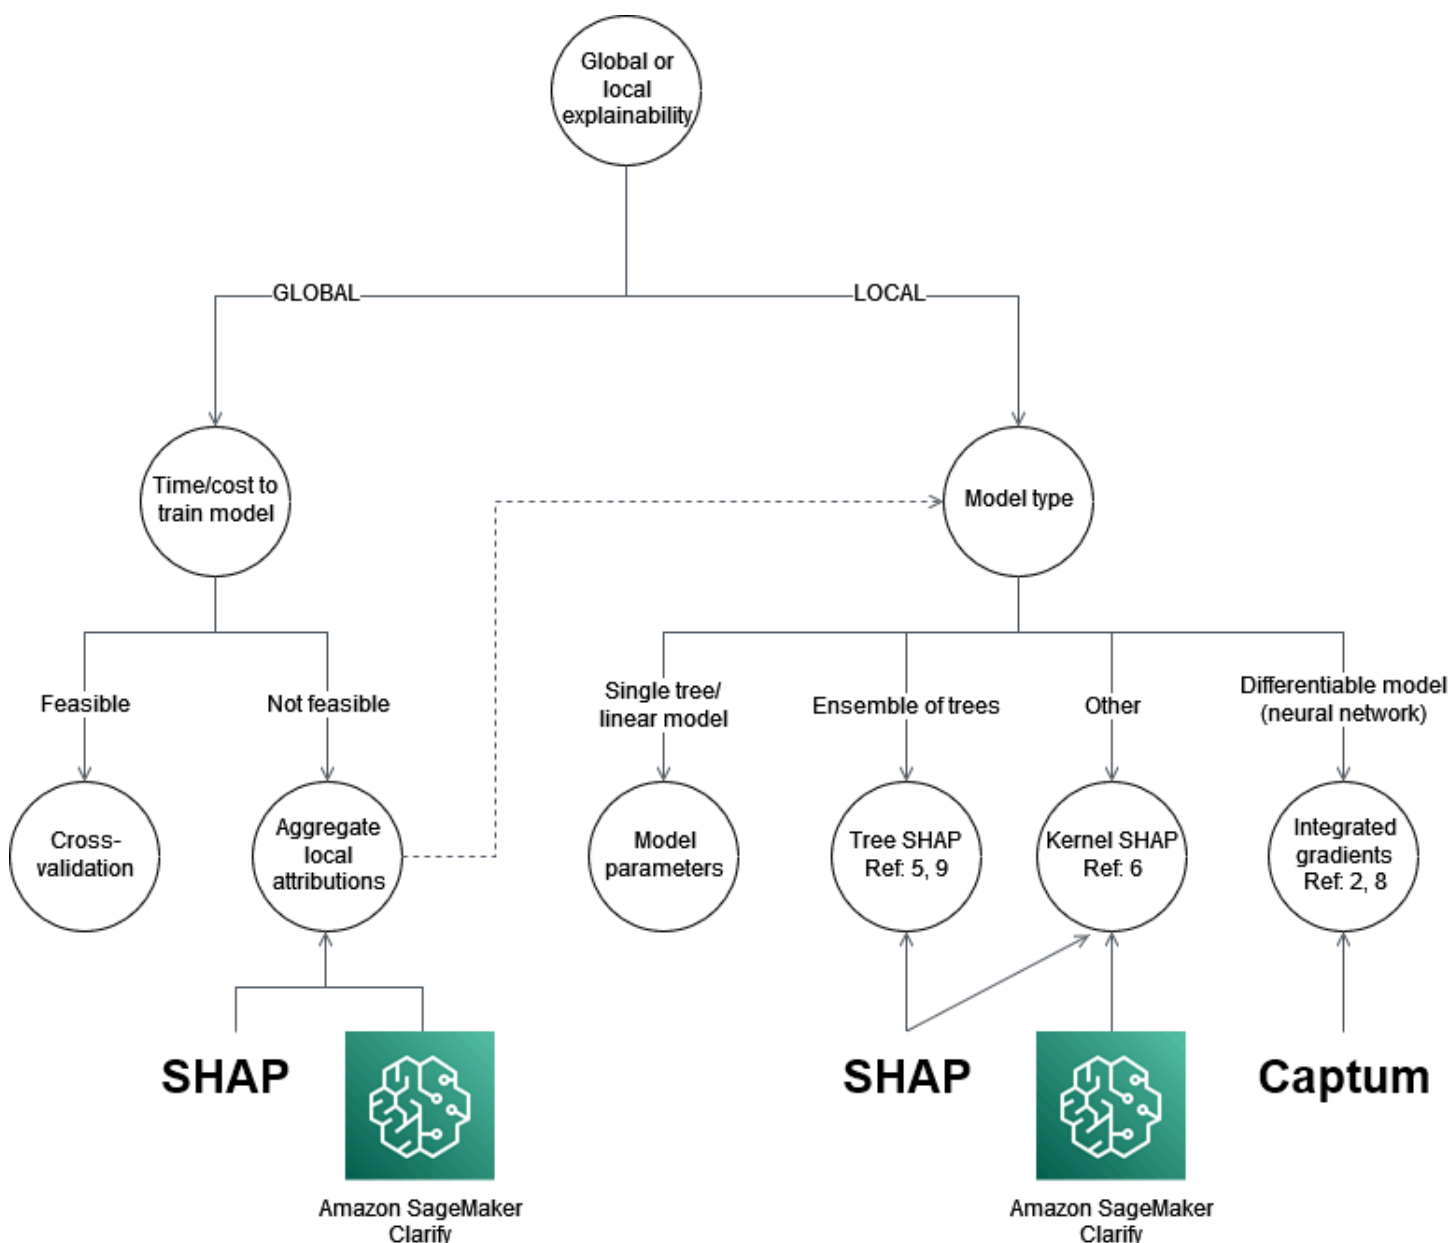 Global or
local
explainability
GLOBAL
LOCAL
Time/cost to
train model
Model type
Feasible
Not feasible
Single tree/
linear model
Ensemble of trees
Other
Differentiable model
(neural network)
Cross-
validation
Aggregate
local
attributions
Model
parameters
Tree SHAP
Ref: 5, 9
Kernel SHAP
Ref: 6
Integrated
gradients
Ref: 2, 8
SHAP
Amazon SageMaker
Clarify
SHAP
Amazon SageMaker
Clarify
Captum